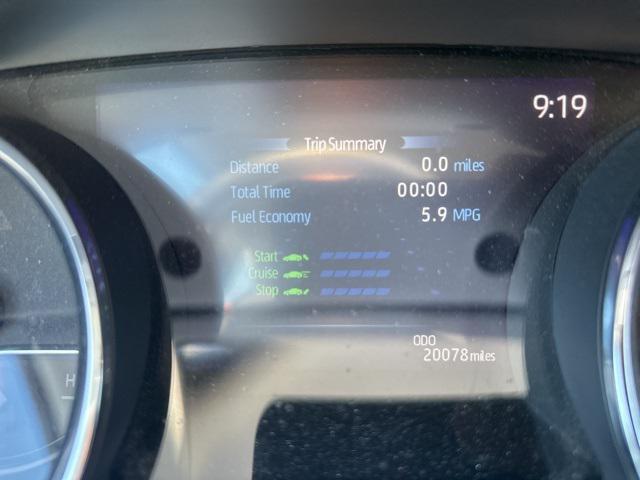 9:19
Trip Summary
Distance 0.0 miles
Total Time 00:00
Fuel Economy 5.9 MPG
Start
Cruise
Stop
ODO
20078 miles
H